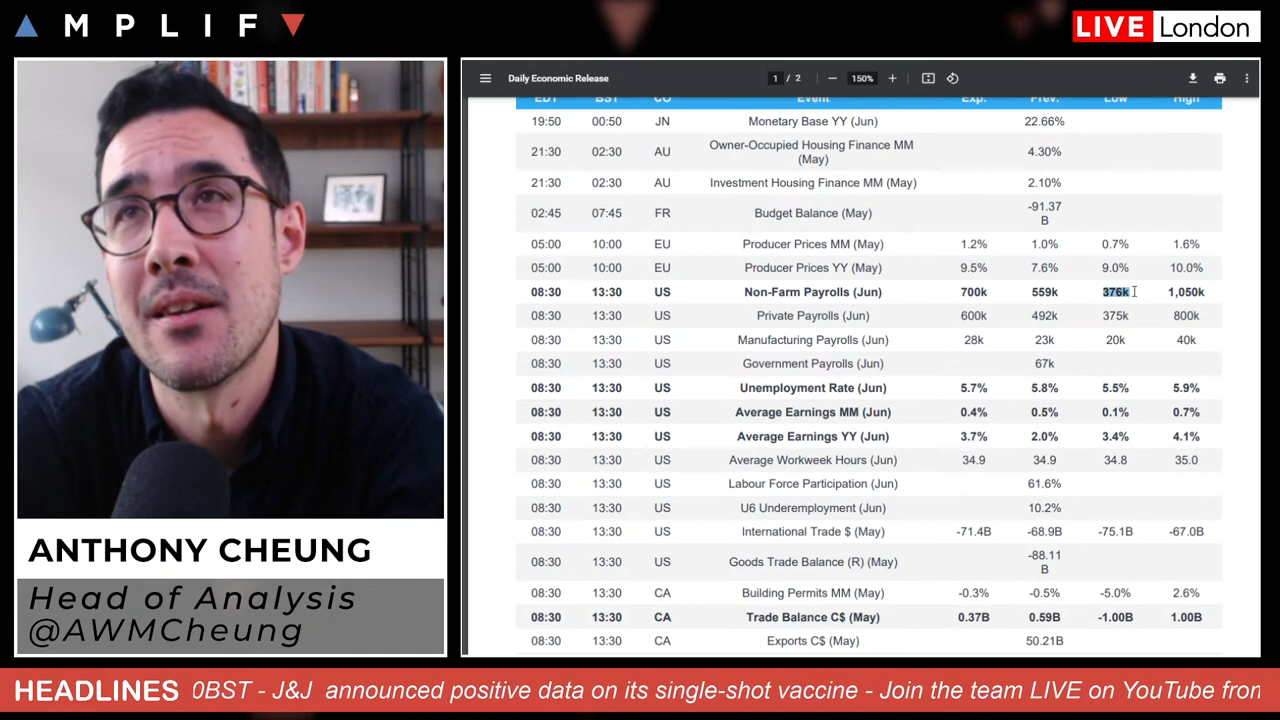 AMPLIFY
LIVE London
Daily Economic Release
1 / 2
150%
EDT BST CO Event Exp. Prev. Low High
19:50 00:50 JN Monetary Base YY (Jun) 22.66%
21:30 02:30 AU Owner-Occupied Housing Finance MM (May) 4.30%
21:30 02:30 AU Investment Housing Finance MM (May) 2.10%
02:45 07:45 FR Budget Balance (May) -91.37 B
05:00 10:00 EU Producer Prices MM (May) 1.2% 1.0% 0.7% 1.6%
05:00 10:00 EU Producer Prices YY (May) 9.5% 7.6% 9.0% 10.0%
08:30 13:30 US Non-Farm Payrolls (Jun) 700k 559k 376k 1,050k
08:30 13:30 US Private Payrolls (Jun) 600k 492k 375k 800k
08:30 13:30 US Manufacturing Payrolls (Jun) 28k 23k 20k 40k
08:30 13:30 US Government Payrolls (Jun) 67k
08:30 13:30 US Unemployment Rate (Jun) 5.7% 5.8% 5.5% 5.9%
08:30 13:30 US Average Earnings MM (Jun) 0.4% 0.5% 0.1% 0.7%
08:30 13:30 US Average Earnings YY (Jun) 3.7% 2.0% 3.4% 4.1%
08:30 13:30 US Average Workweek Hours (Jun) 34.9 34.9 34.8 35.0
08:30 13:30 US Labour Force Participation (Jun) 61.6%
08:30 13:30 US U6 Underemployment (Jun) 10.2%
08:30 13:30 US International Trade $ (May) -71.4B -68.9B -75.1B -67.0B
08:30 13:30 US Goods Trade Balance (R) (May) -88.11 B
08:30 13:30 CA Building Permits MM (May) -0.3% -0.5% -5.0% 2.6%
08:30 13:30 CA Trade Balance C$ (May) 0.37B 0.59B -1.00B 1.00B
08:30 13:30 CA Exports C$ (May) 50.21B
ANTHONY CHEUNG
Head of Analysis
@AWMCheung
HEADLINES 0BST - J&J announced positive data on its single-shot vaccine - Join the team LIVE on YouTube from